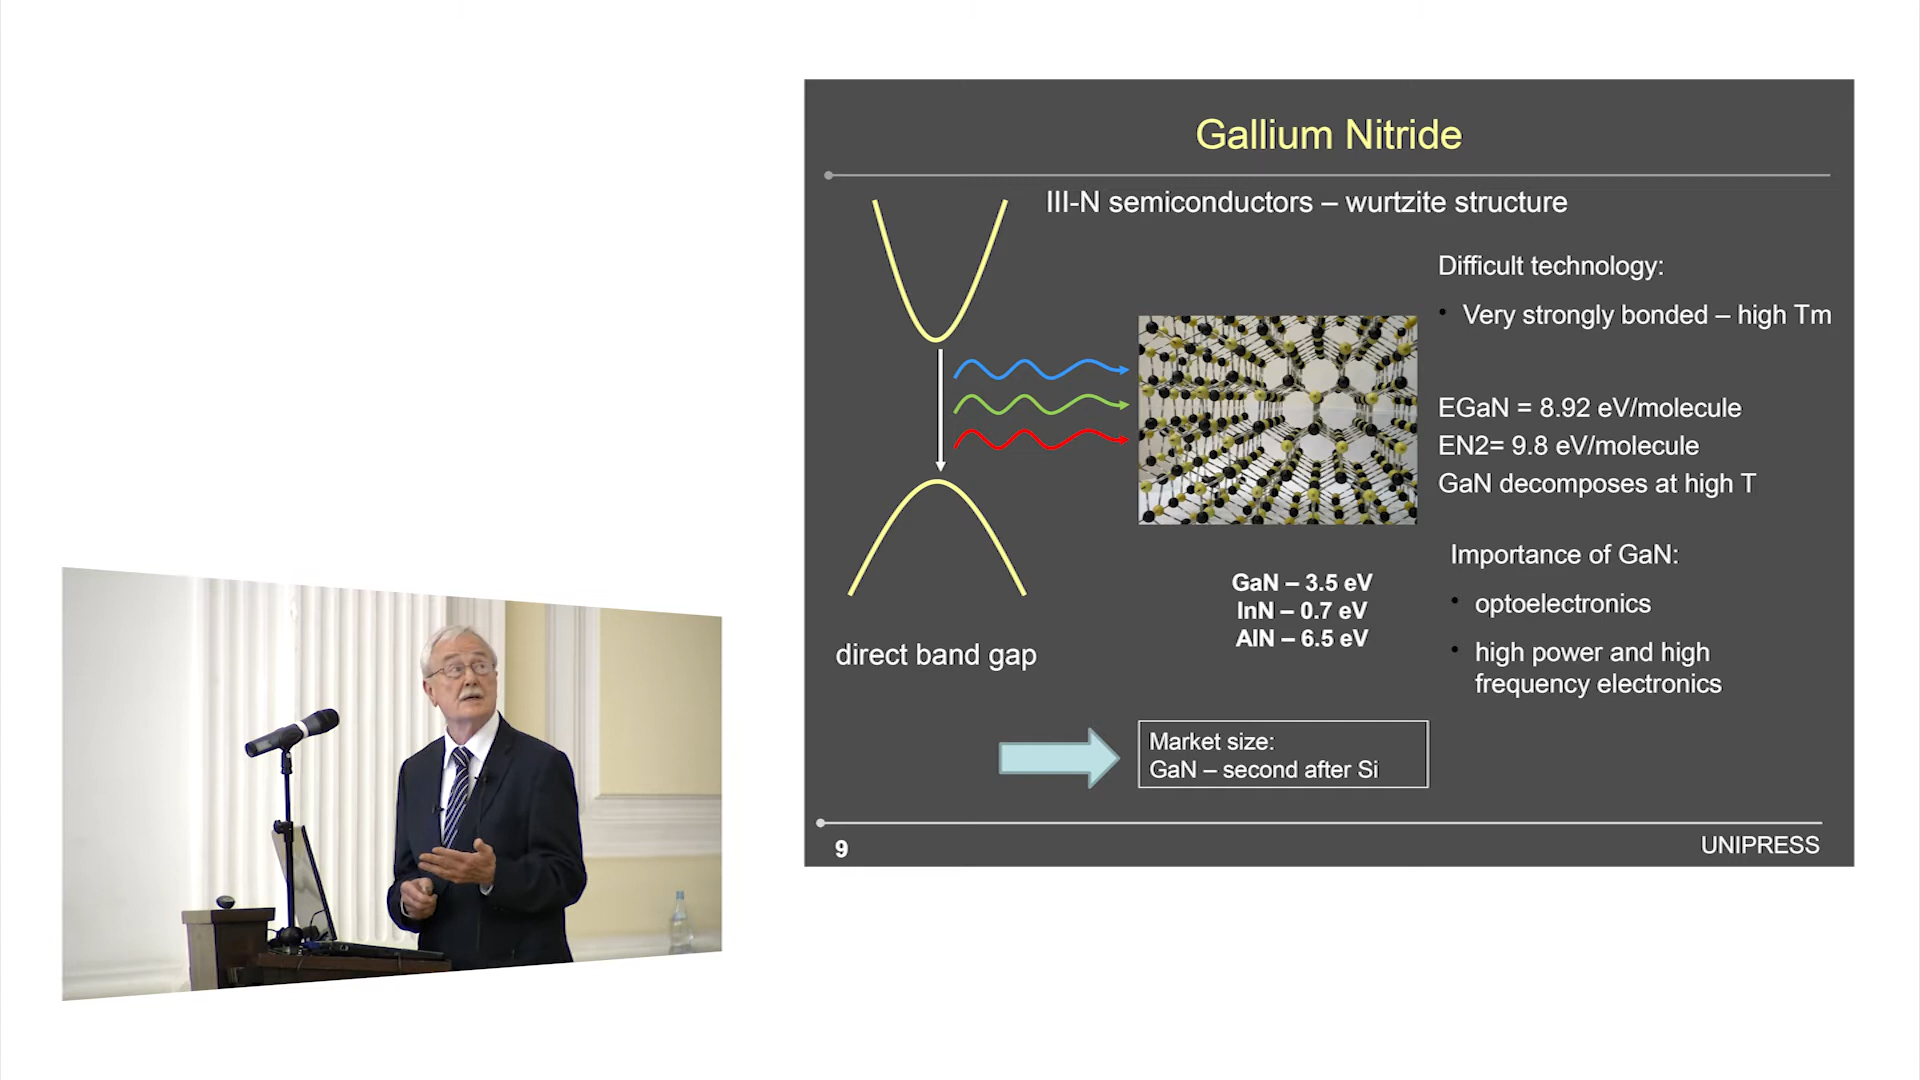 Gallium Nitride
III-N semiconductors – wurtzite structure
Difficult technology:
• Very strongly bonded – high Tm
EGaN = 8.92 eV/molecule
EN2= 9.8 eV/molecule
GaN decomposes at high T
Importance of GaN:
• optoelectronics
• high power and high
frequency electronics
GaN – 3.5 eV
InN – 0.7 eV
AlN – 6.5 eV
direct band gap
Market size:
GaN – second after Si
9
UNIPRESS